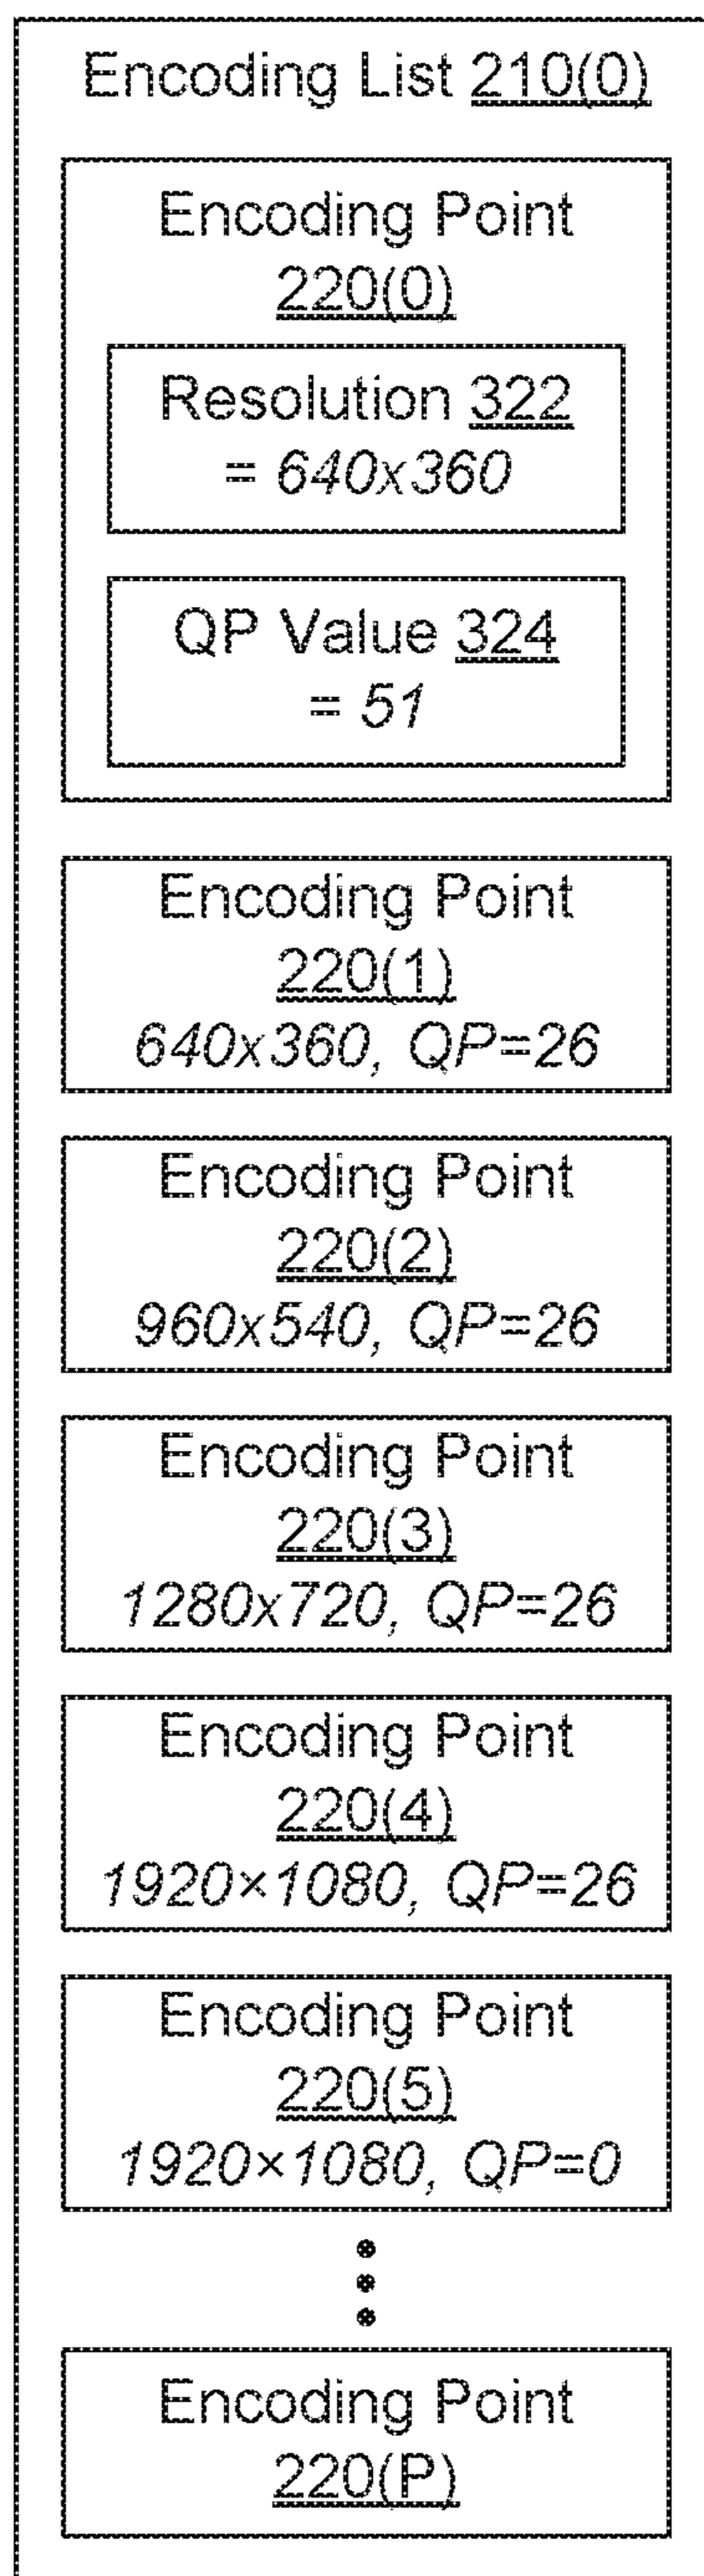 Encoding List 210(0)
Encoding Point
220(0)
Resolution 322
= 640x360
QP Value 324
= 51
Encoding Point
220(1)
640x360, QP=26
Encoding Point
220(2)
960x540, QP=26
Encoding Point
220(3)
1280x720, QP=26
Encoding Point
220(4)
1920×1080, QP=26
Encoding Point
220(5)
1920×1080, QP=0
Encoding Point
220(P)